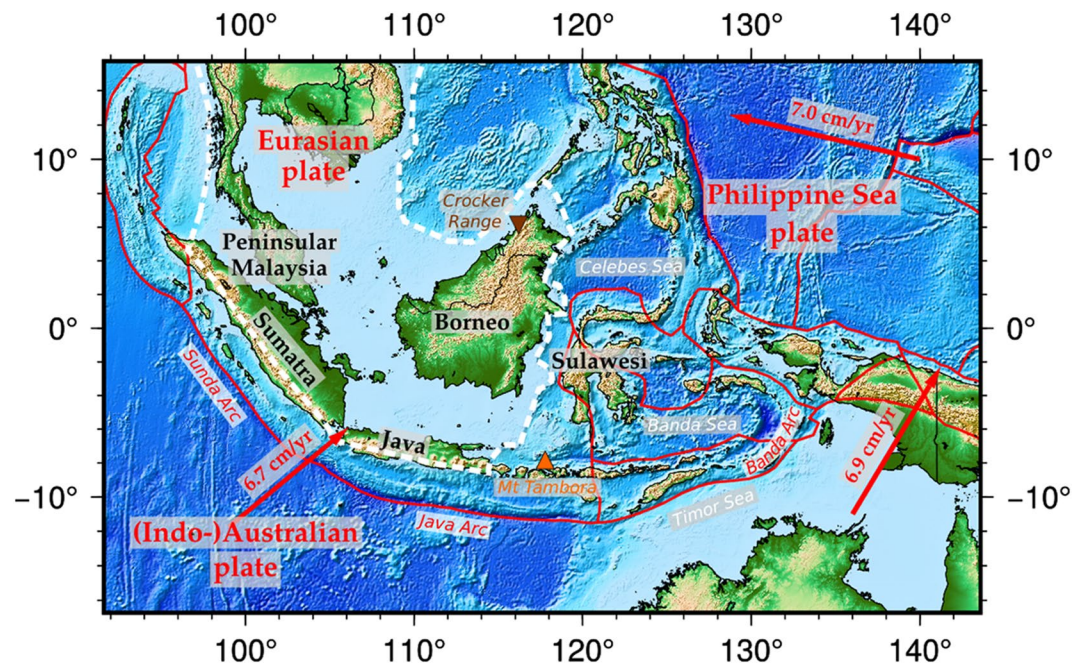 100° 110° 120° 130° 140°
7.0 cm/yr
Eurasian
plate
10° 10°
Philippine Sea
plate
Crocker
Range
Peninsular
Malaysia
Celebes Sea
Borneo
0° 0°
Sumatra
Sulawesi
Sunda Arc
Banda Sea
Banda Arc
6.9 cm/yr
Java
6.7 cm/yr
Mt Tambora
−10° −10°
Timor Sea
Java Arc
(Indo-)Australian
plate
100° 110° 120° 130° 140°